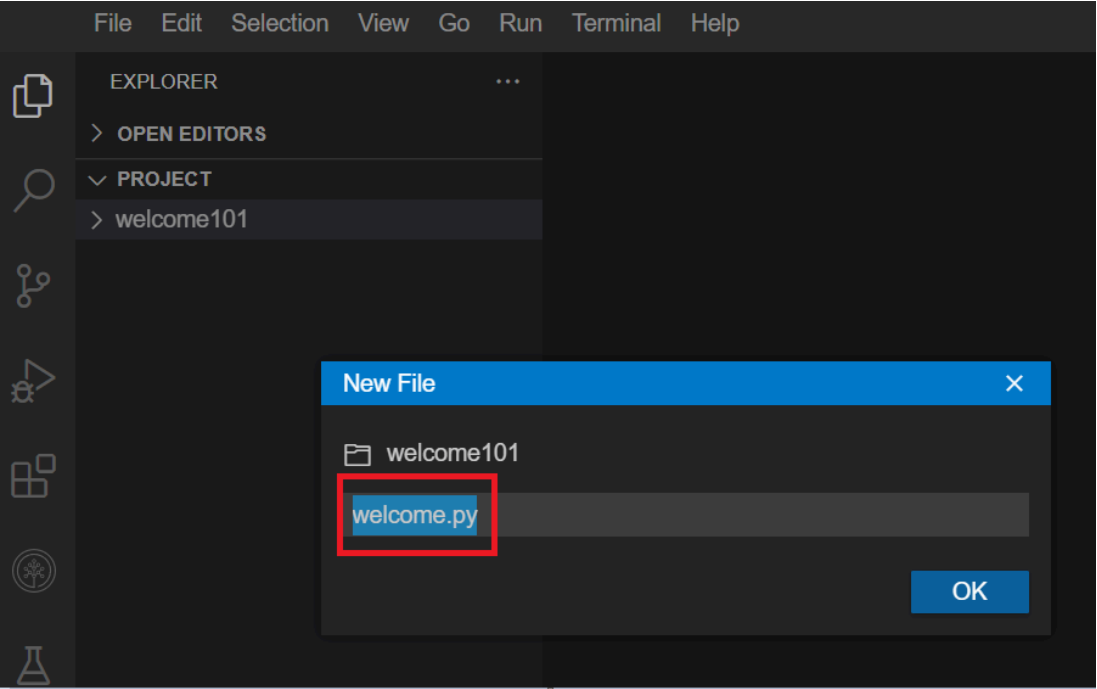 File Edit Selection View Go Run Terminal Help
EXPLORER
OPEN EDITORS
PROJECT
welcome101
New File
welcome101
welcome.py
OK